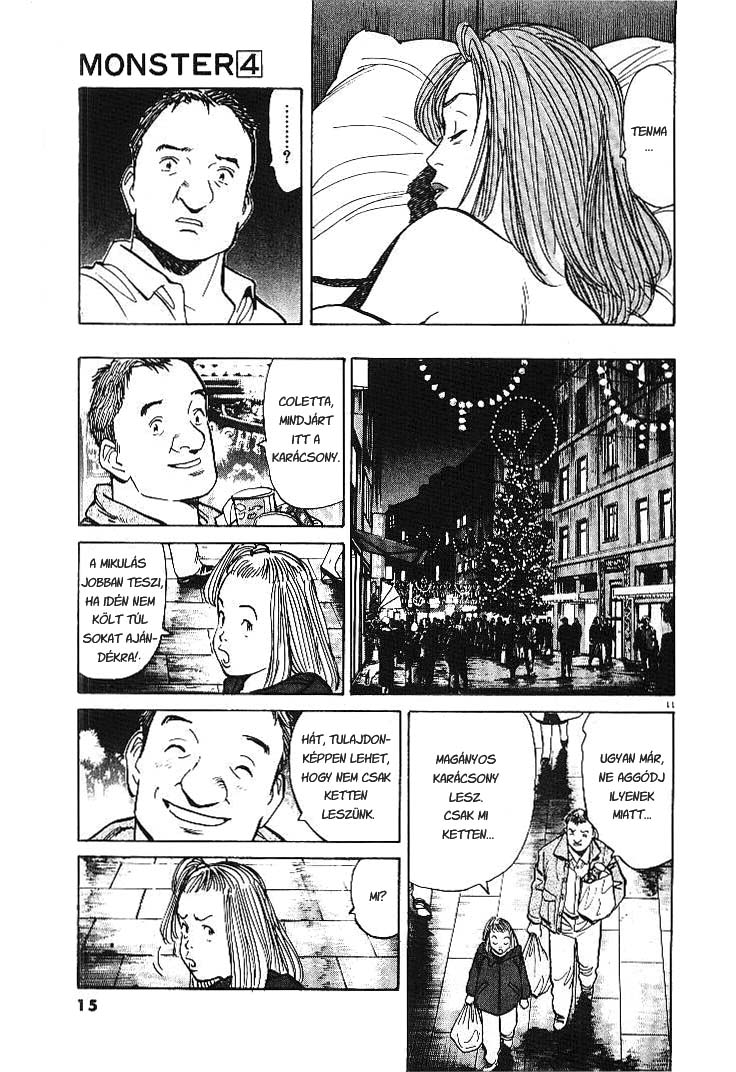 MONSTER 4
TENMA
...
........
?
COLETTA,
MINDJÁRT
ITT A
KARÁCSONY.
A MIKULÁS
JOBBAN TESZI,
HA IDÉN NEM
KÖLT TÚL
SOKAT AJÁN-
DÉKRA!
UGYAN MÁR,
NE AGGÓDJ
ILYENEK
MIATT...
MAGÁNYOS
KARÁCSONY
LESZ.
CSAK MI
KETTEN...
HÁT, TULAJDON-
KÉPPEN LEHET,
HOGY NEM CSAK
KETTEN
LESZÜNK.
MI?
15